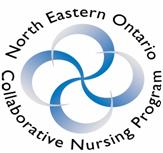 North Eastern Ontario
Collaborative Nursing Program